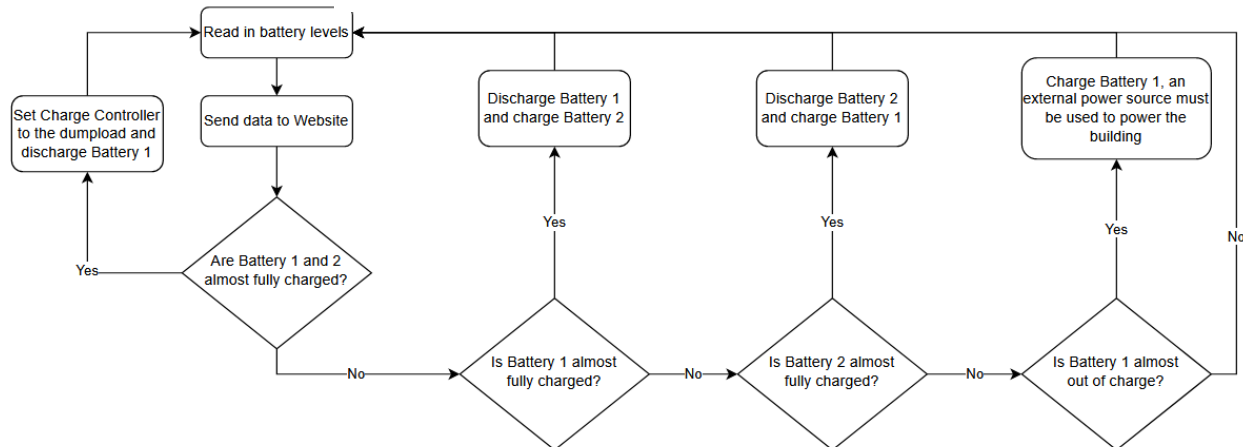 Read in battery levels
Set Charge Controller
to the dumpload and
discharge Battery 1
Send data to Website
Discharge Battery 1
and charge Battery 2
Discharge Battery 2
and charge Battery 1
Charge Battery 1, an
external power source must
be used to power the
building
Yes
Are Battery 1 and 2
almost fully charged?
Yes
Yes
Yes
No
No
Is Battery 1 almost
fully charged?
No
Is Battery 2 almost
fully charged?
No
Is Battery 1 almost
out of charge?